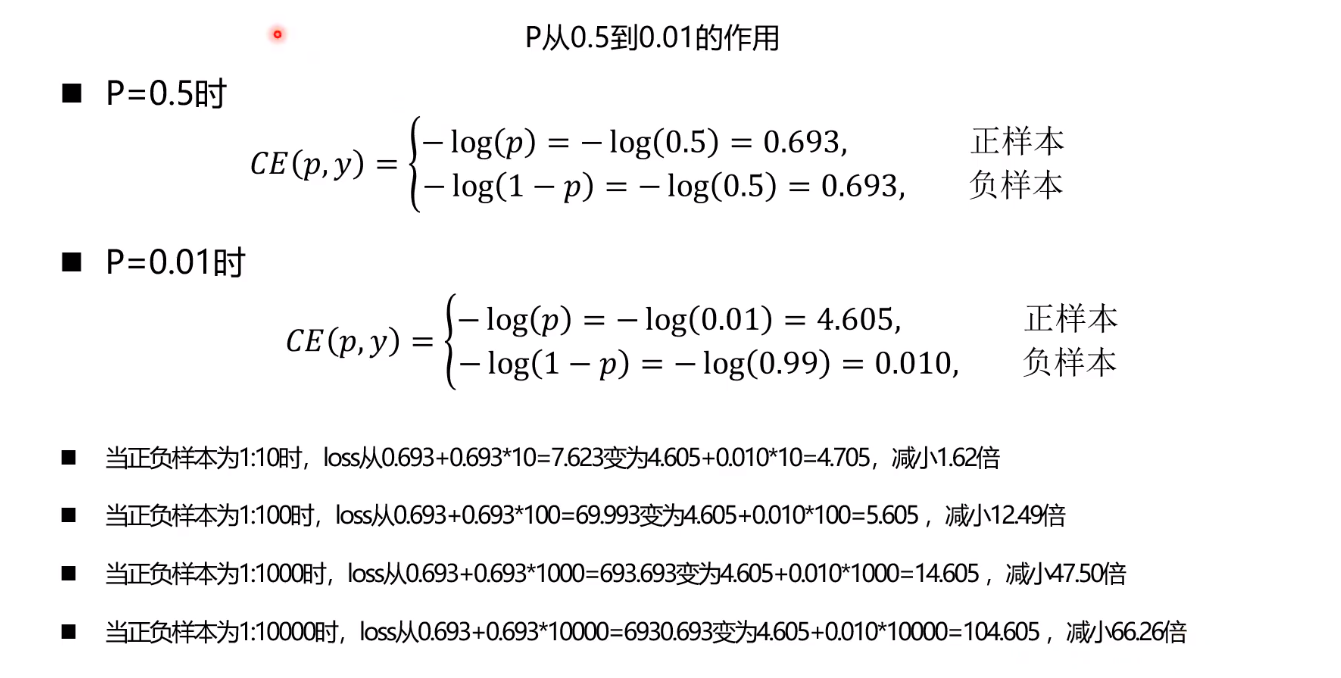 P从0.5到0.01的作用
■ P=0.5时
CE(p,y) = { −log(p) = −log(0.5) = 0.693, 正样本
−log(1 − p) = −log(0.5) = 0.693, 负样本
■ P=0.01时
CE(p,y) = { −log(p) = −log(0.01) = 4.605, 正样本
−log(1 − p) = −log(0.99) = 0.010, 负样本
■ 当正负样本为1:10时，loss从0.693+0.693*10=7.623变为4.605+0.010*10=4.705，减小1.62倍
■ 当正负样本为1:100时，loss从0.693+0.693*100=69.993变为4.605+0.010*100=5.605，减小12.49倍
■ 当正负样本为1:1000时，loss从0.693+0.693*1000=693.693变为4.605+0.010*1000=14.605，减小47.50倍
■ 当正负样本为1:10000时，loss从0.693+0.693*10000=6930.693变为4.605+0.010*10000=104.605，减小66.26倍